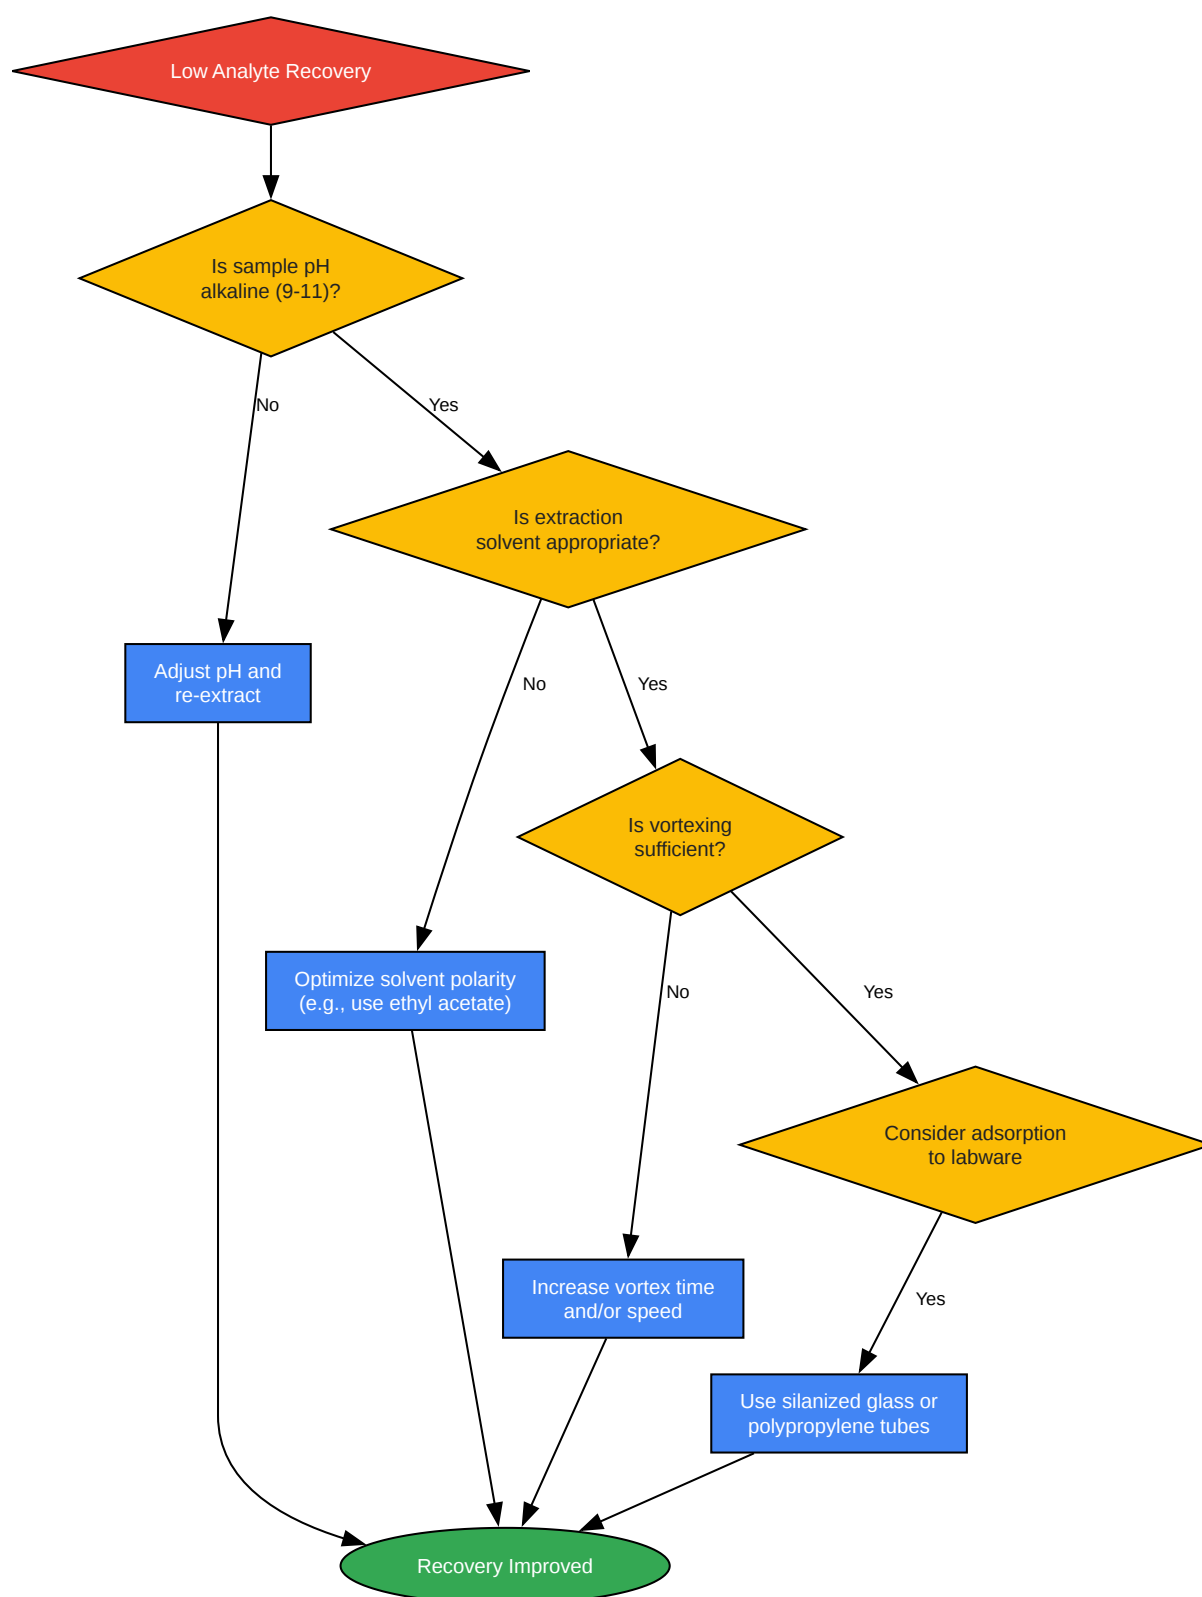 Low Analyte Recovery
Is sample pH
alkaline (9-11)?
No
Yes
Is extraction
solvent appropriate?
Adjust pH and
re-extract
No
Yes
Is vortexing
sufficient?
Optimize solvent polarity
(e.g., use ethyl acetate)
No
Yes
Consider adsorption
to labware
Increase vortex time
and/or speed
Yes
Use silanized glass or
polypropylene tubes
Recovery Improved